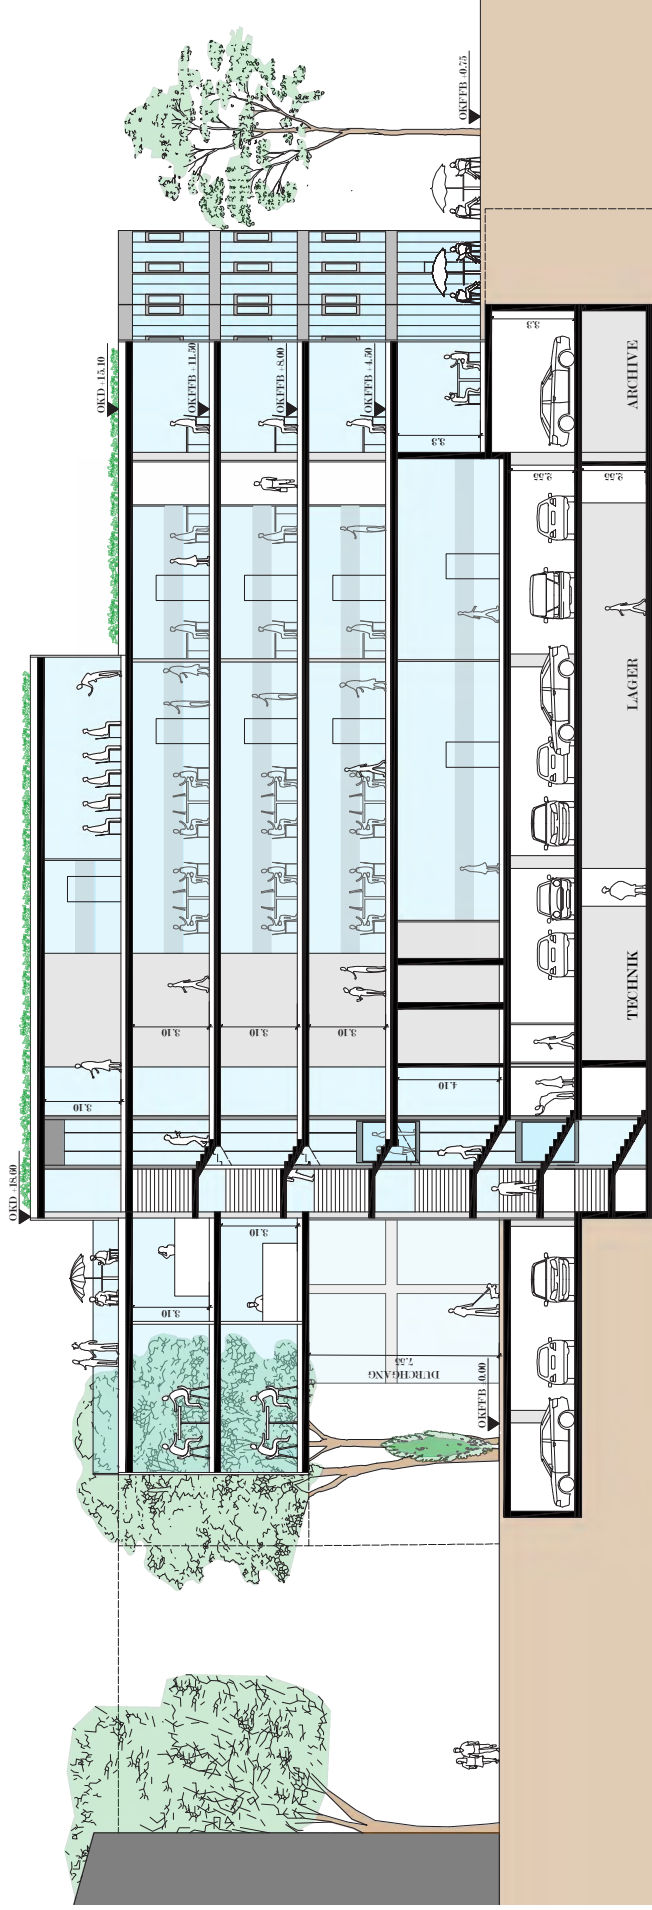 OKD +18.60
3.10
OKD +15.10
3.10
3.10
OKFFB +11.50
3.10
3.10
OKFFB +8.00
3.10
OKFFB +4.50
7.55
DURCHGANG
4.10
3.3
OKFFB +0.75
OKFFB ±0.00
3.3
2.55
2.55
TECHNIK
LAGER
ARCHIVE